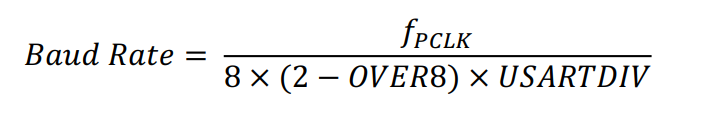 Baud Rate = f_PCLK / 8 × (2 − OVER8) × USARTDIV